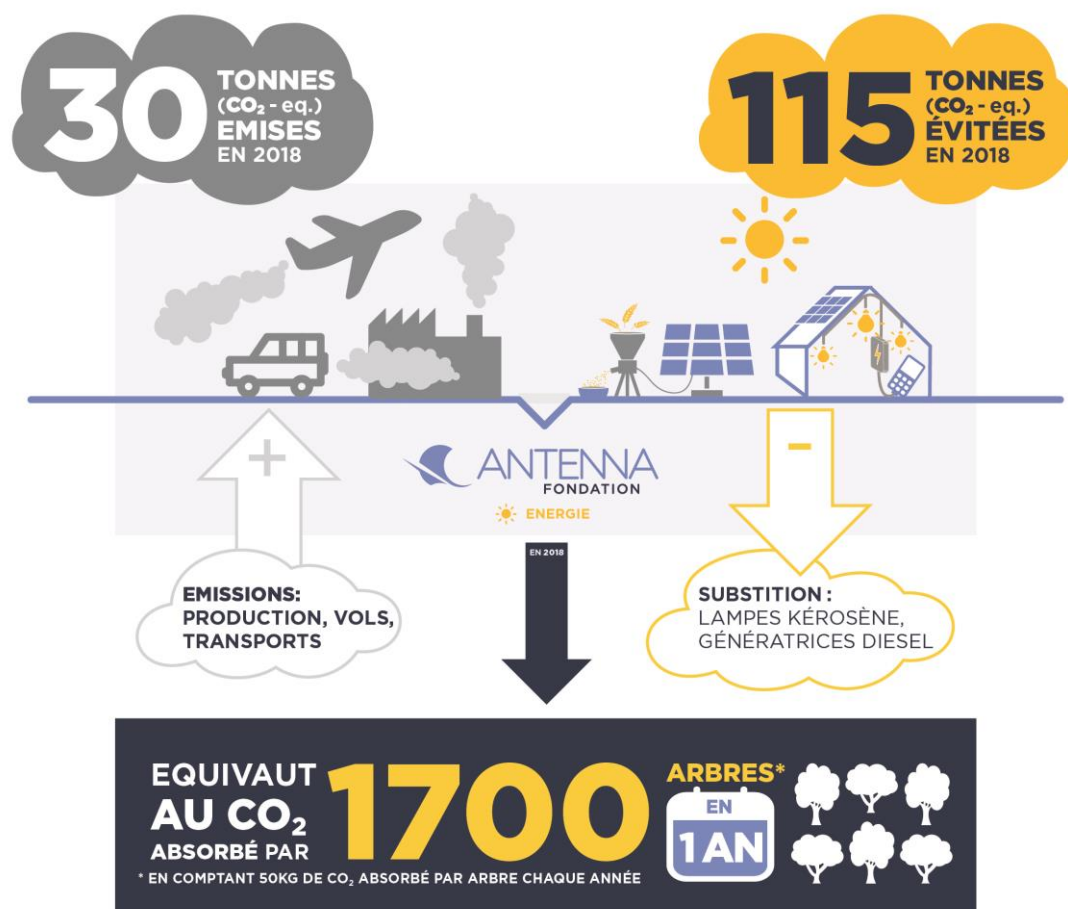 30 TONNES
(CO₂ - eq.)
EMISES
EN 2018
115 TONNES
(CO₂ - eq.)
ÉVITÉES
EN 2018
ANTENNA
FONDATION
ENERGIE
EN 2018
EMISSIONS:
PRODUCTION, VOLS,
TRANSPORTS
SUBSTITION :
LAMPES KÉROSÈNE,
GÉNÉRATRICES DIESEL
EQUIVAUT
AU CO₂
ABSORBÉ PAR
1700
ARBRES*
EN
1 AN
* EN COMPTANT 50KG DE CO₂ ABSORBÉ PAR ARBRE CHAQUE ANNÉE